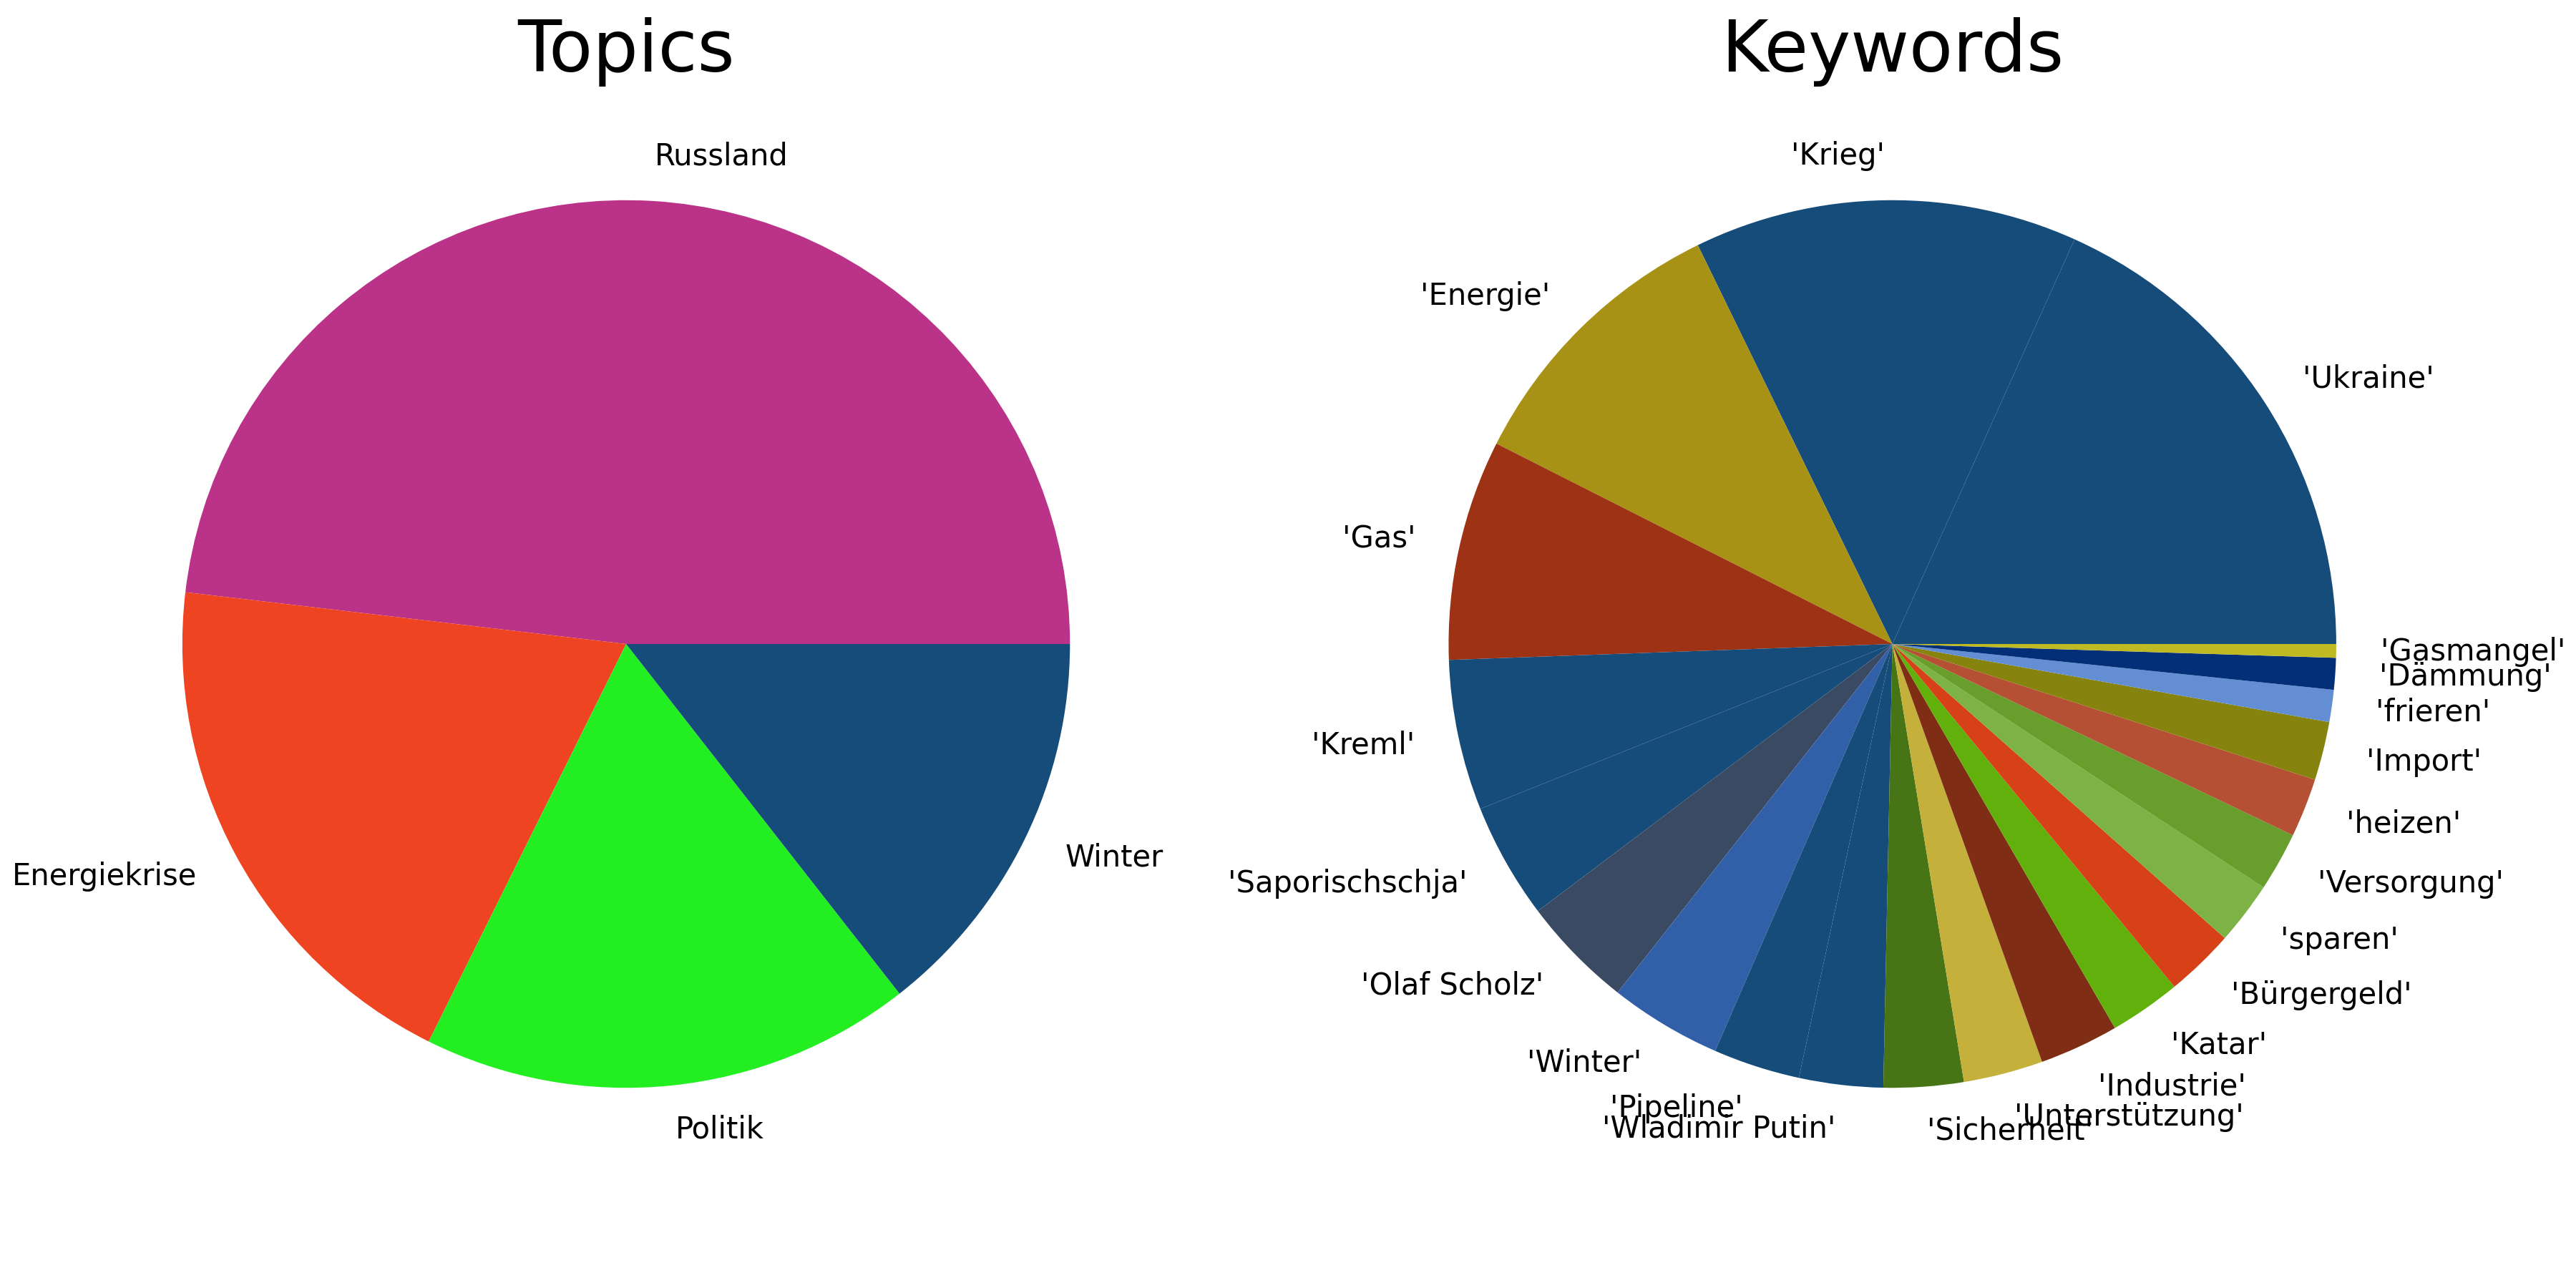 Topics
Russland
Energiekrise
Politik
Winter
Keywords
'Ukraine'
'Krieg'
'Energie'
'Gas'
'Kreml'
'Saporischschja'
'Olaf Scholz'
'Winter'
'Pipeline'
'Wladimir Putin'
'Sicherheit'
'Unterstützung'
'Industrie'
'Katar'
'Bürgergeld'
'sparen'
'Versorgung'
'heizen'
'Import'
'frieren'
'Dämmung'
'Gasmangel'